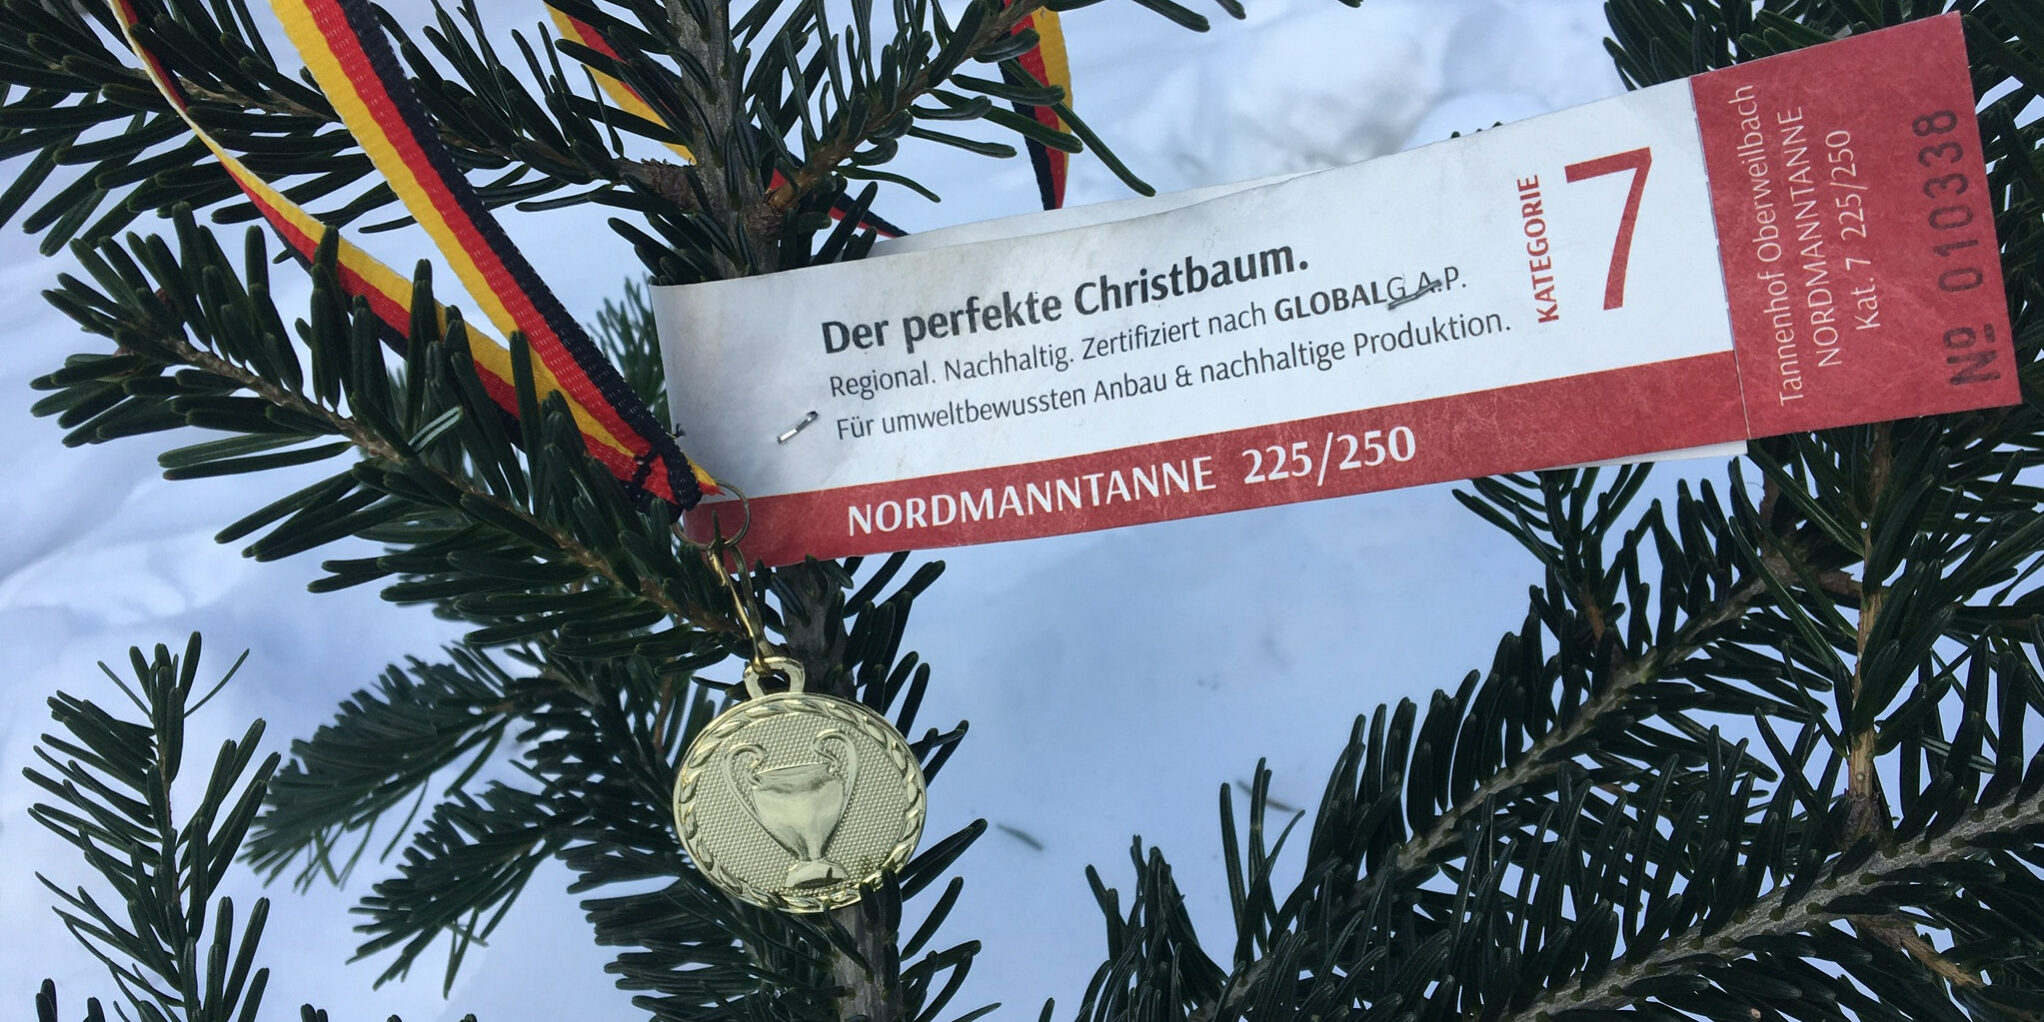 Der perfekte Christbaum.
Regional. Nachhaltig. Zertifiziert nach GLOBALG.A.P.
Für umweltbewussten Anbau & nachhaltige Produktion.
NORDMANNTANNE 225/250
KATEGORIE
7
Tannenhof Oberweilbach
NORDMANNTANNE
Kat. 7 225/250
№ 010338